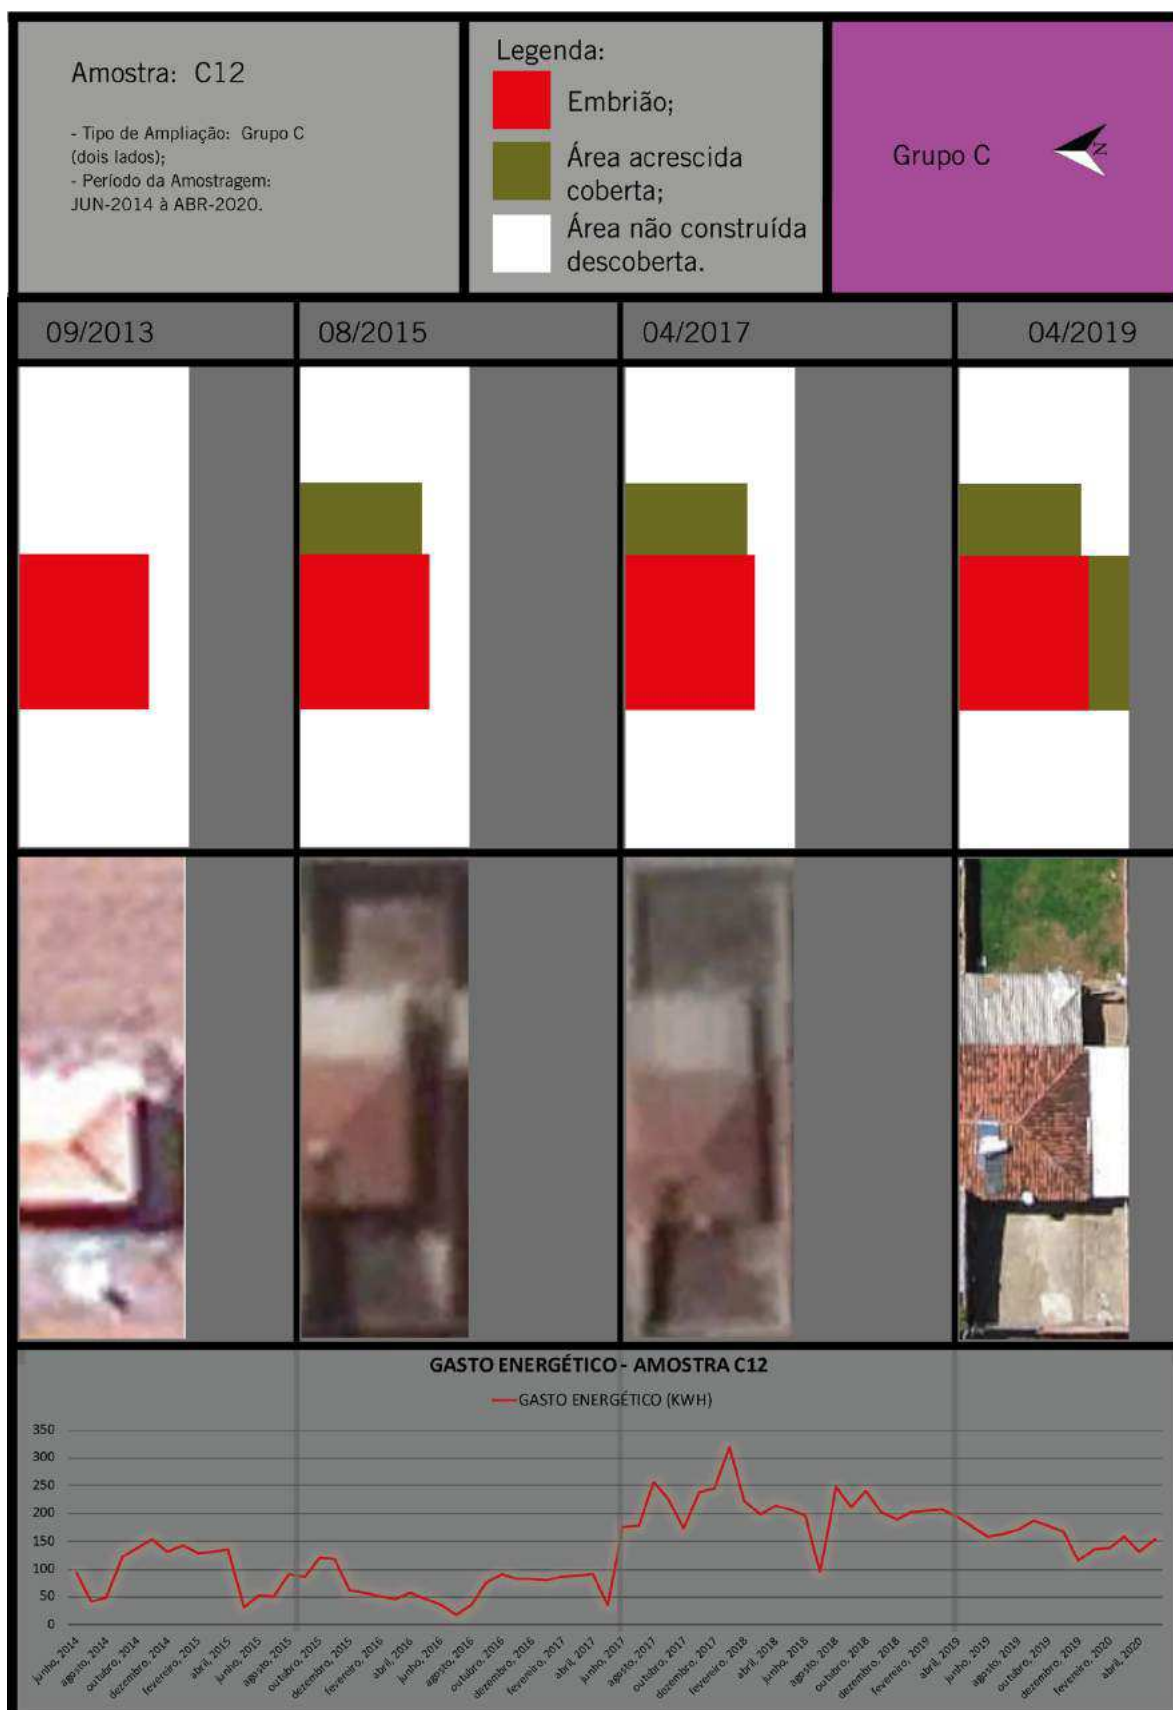 Amostra: C12
- Tipo de Ampliação: Grupo C
(dois lados);
- Período da Amostragem:
JUN-2014 à ABR-2020.
Legenda:
Embrião;
Área acrescida
coberta;
Área não construída
descoberta.
Grupo C
N
09/2013
08/2015
04/2017
04/2019
GASTO ENERGÉTICO - AMOSTRA C12
GASTO ENERGÉTICO (KWH)
350
300
250
200
150
100
50
0
junho, 2014
agosto, 2014
outubro, 2014
dezembro, 2014
fevereiro, 2015
abril, 2015
junho, 2015
agosto, 2015
outubro, 2015
dezembro, 2015
fevereiro, 2016
abril, 2016
junho, 2016
agosto, 2016
outubro, 2016
dezembro, 2016
fevereiro, 2017
abril, 2017
junho, 2017
agosto, 2017
outubro, 2017
dezembro, 2017
fevereiro, 2018
abril, 2018
junho, 2018
agosto, 2018
outubro, 2018
dezembro, 2018
fevereiro, 2019
abril, 2019
junho, 2019
agosto, 2019
outubro, 2019
dezembro, 2019
fevereiro, 2020
abril, 2020